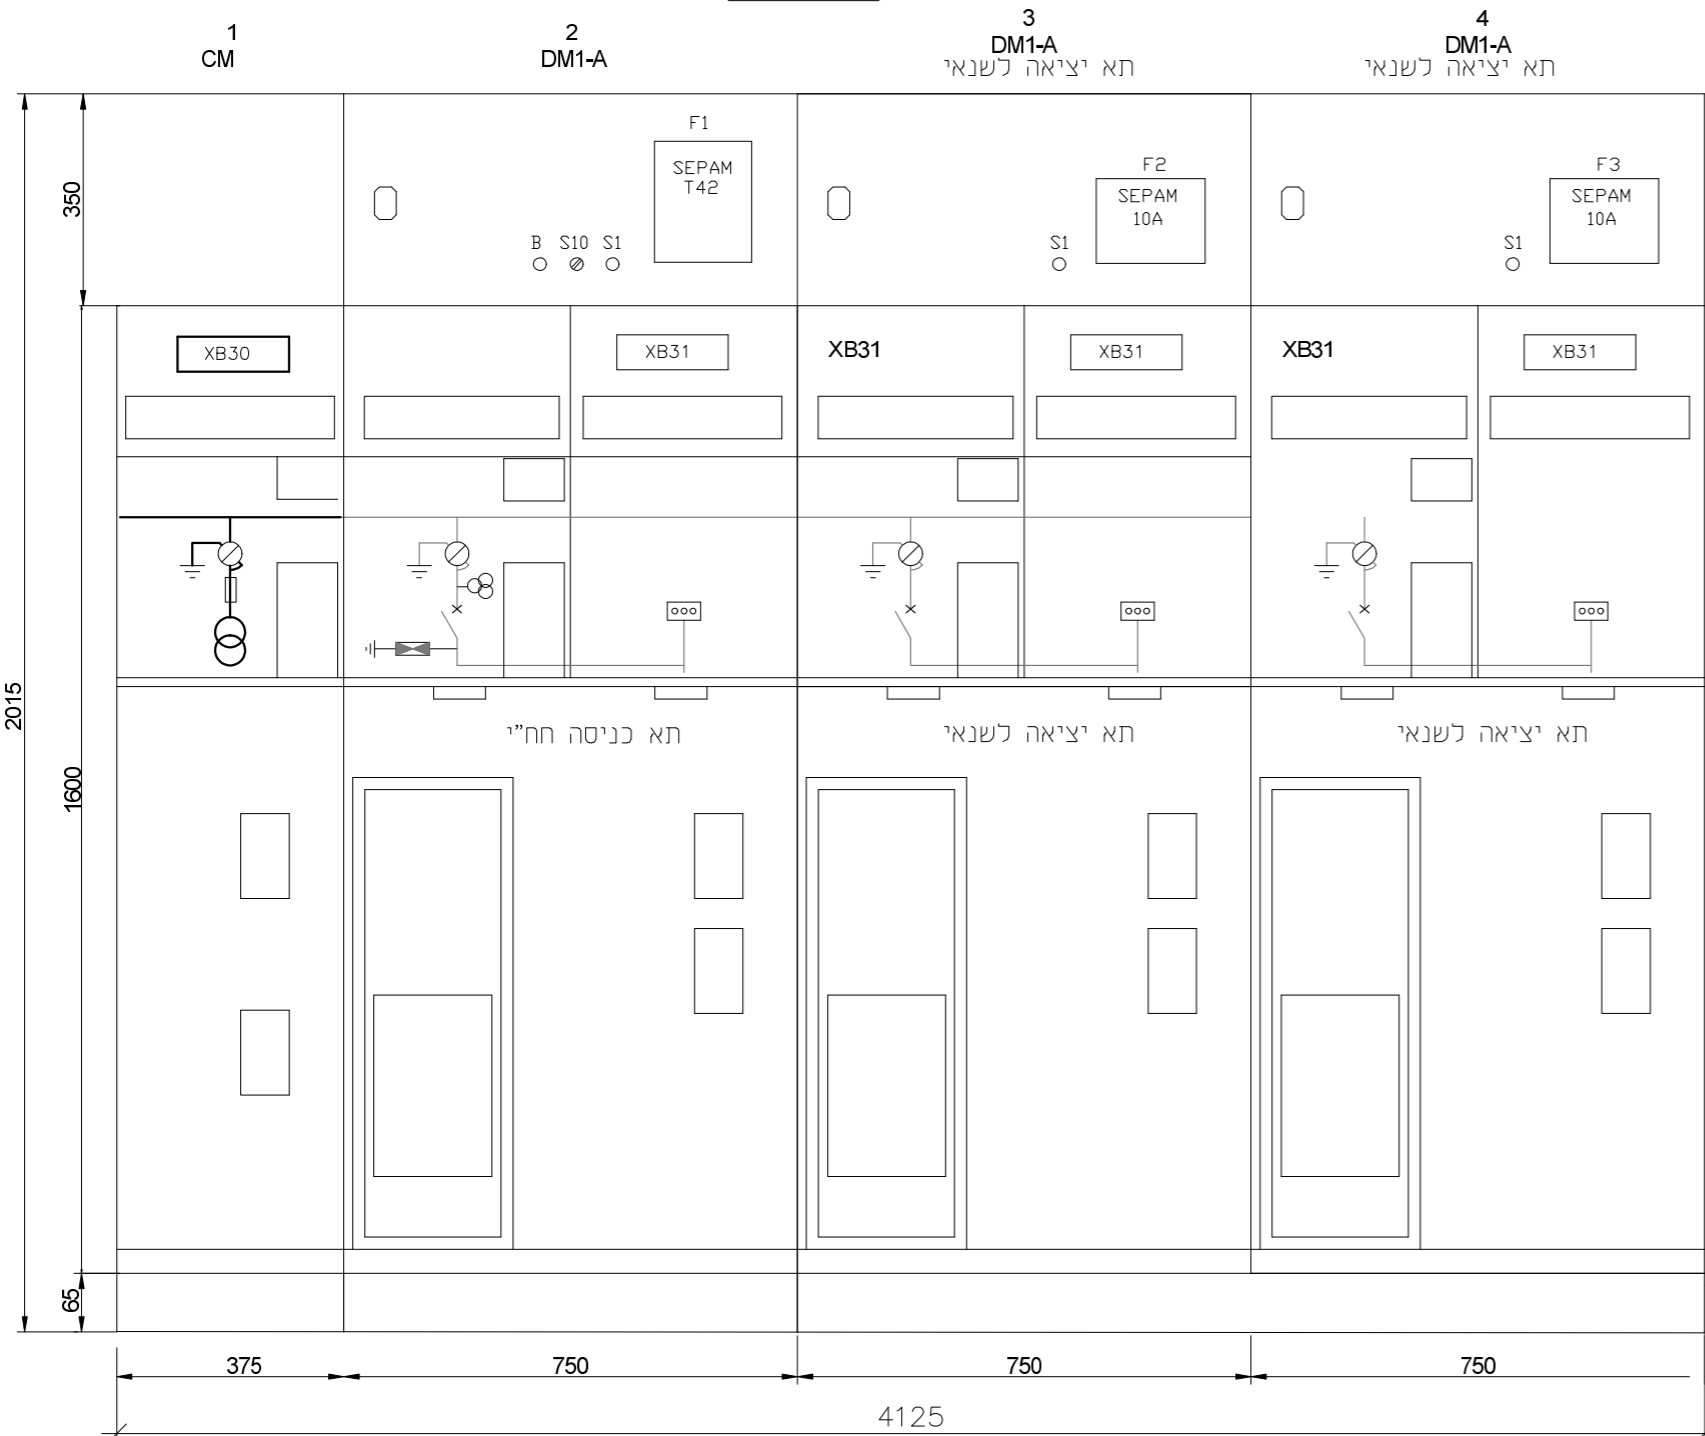 1
CM
2
DM1-A
3
DM1-A
תא יציאה לשנאי
4
DM1-A
תא יציאה לשנאי
F1
SEPAM
T42
B S10 S1
F2
SEPAM
10A
S1
F3
SEPAM
10A
S1
350
XB30
XB31
XB31
XB31
XB31
XB31
2015
1600
תא כניסה חח"י
תא יציאה לשנאי
תא יציאה לשנאי
65
375
750
750
750
4125